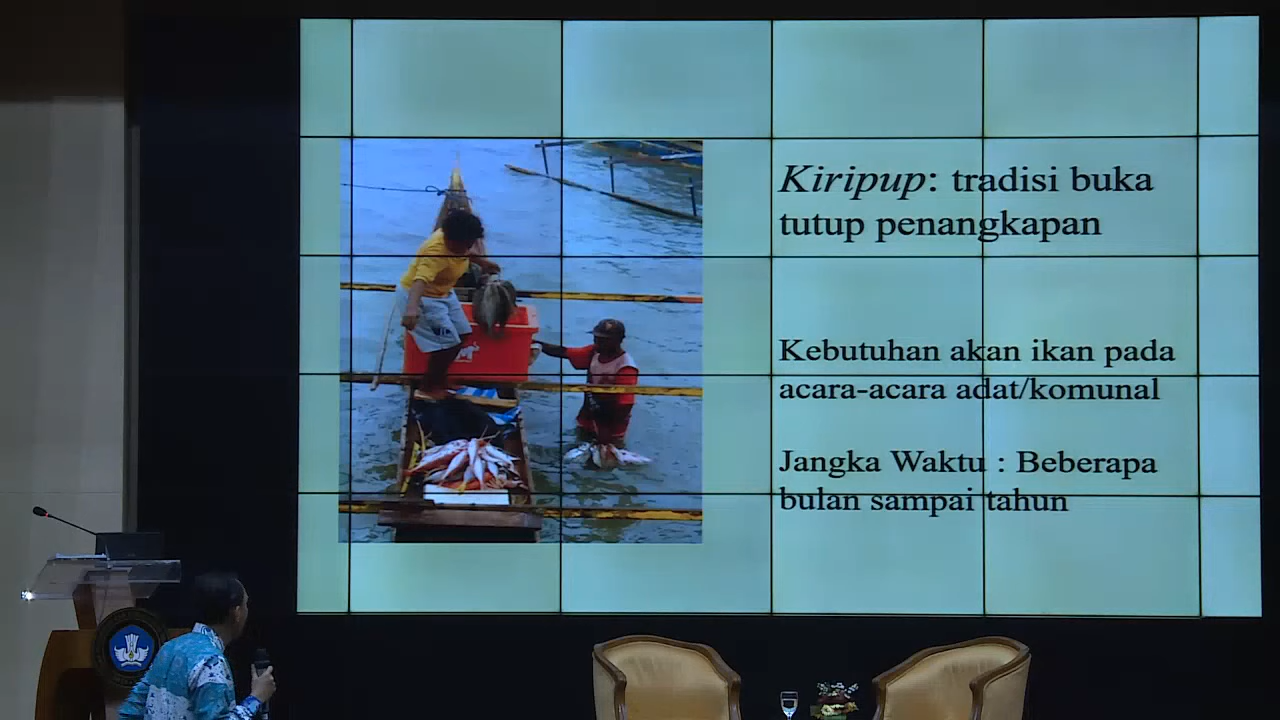 Kiripup: tradisi buka
tutup penangkapan
Kebutuhan akan ikan pada
acara-acara adat/komunal
Jangka Waktu : Beberapa
bulan sampai tahun